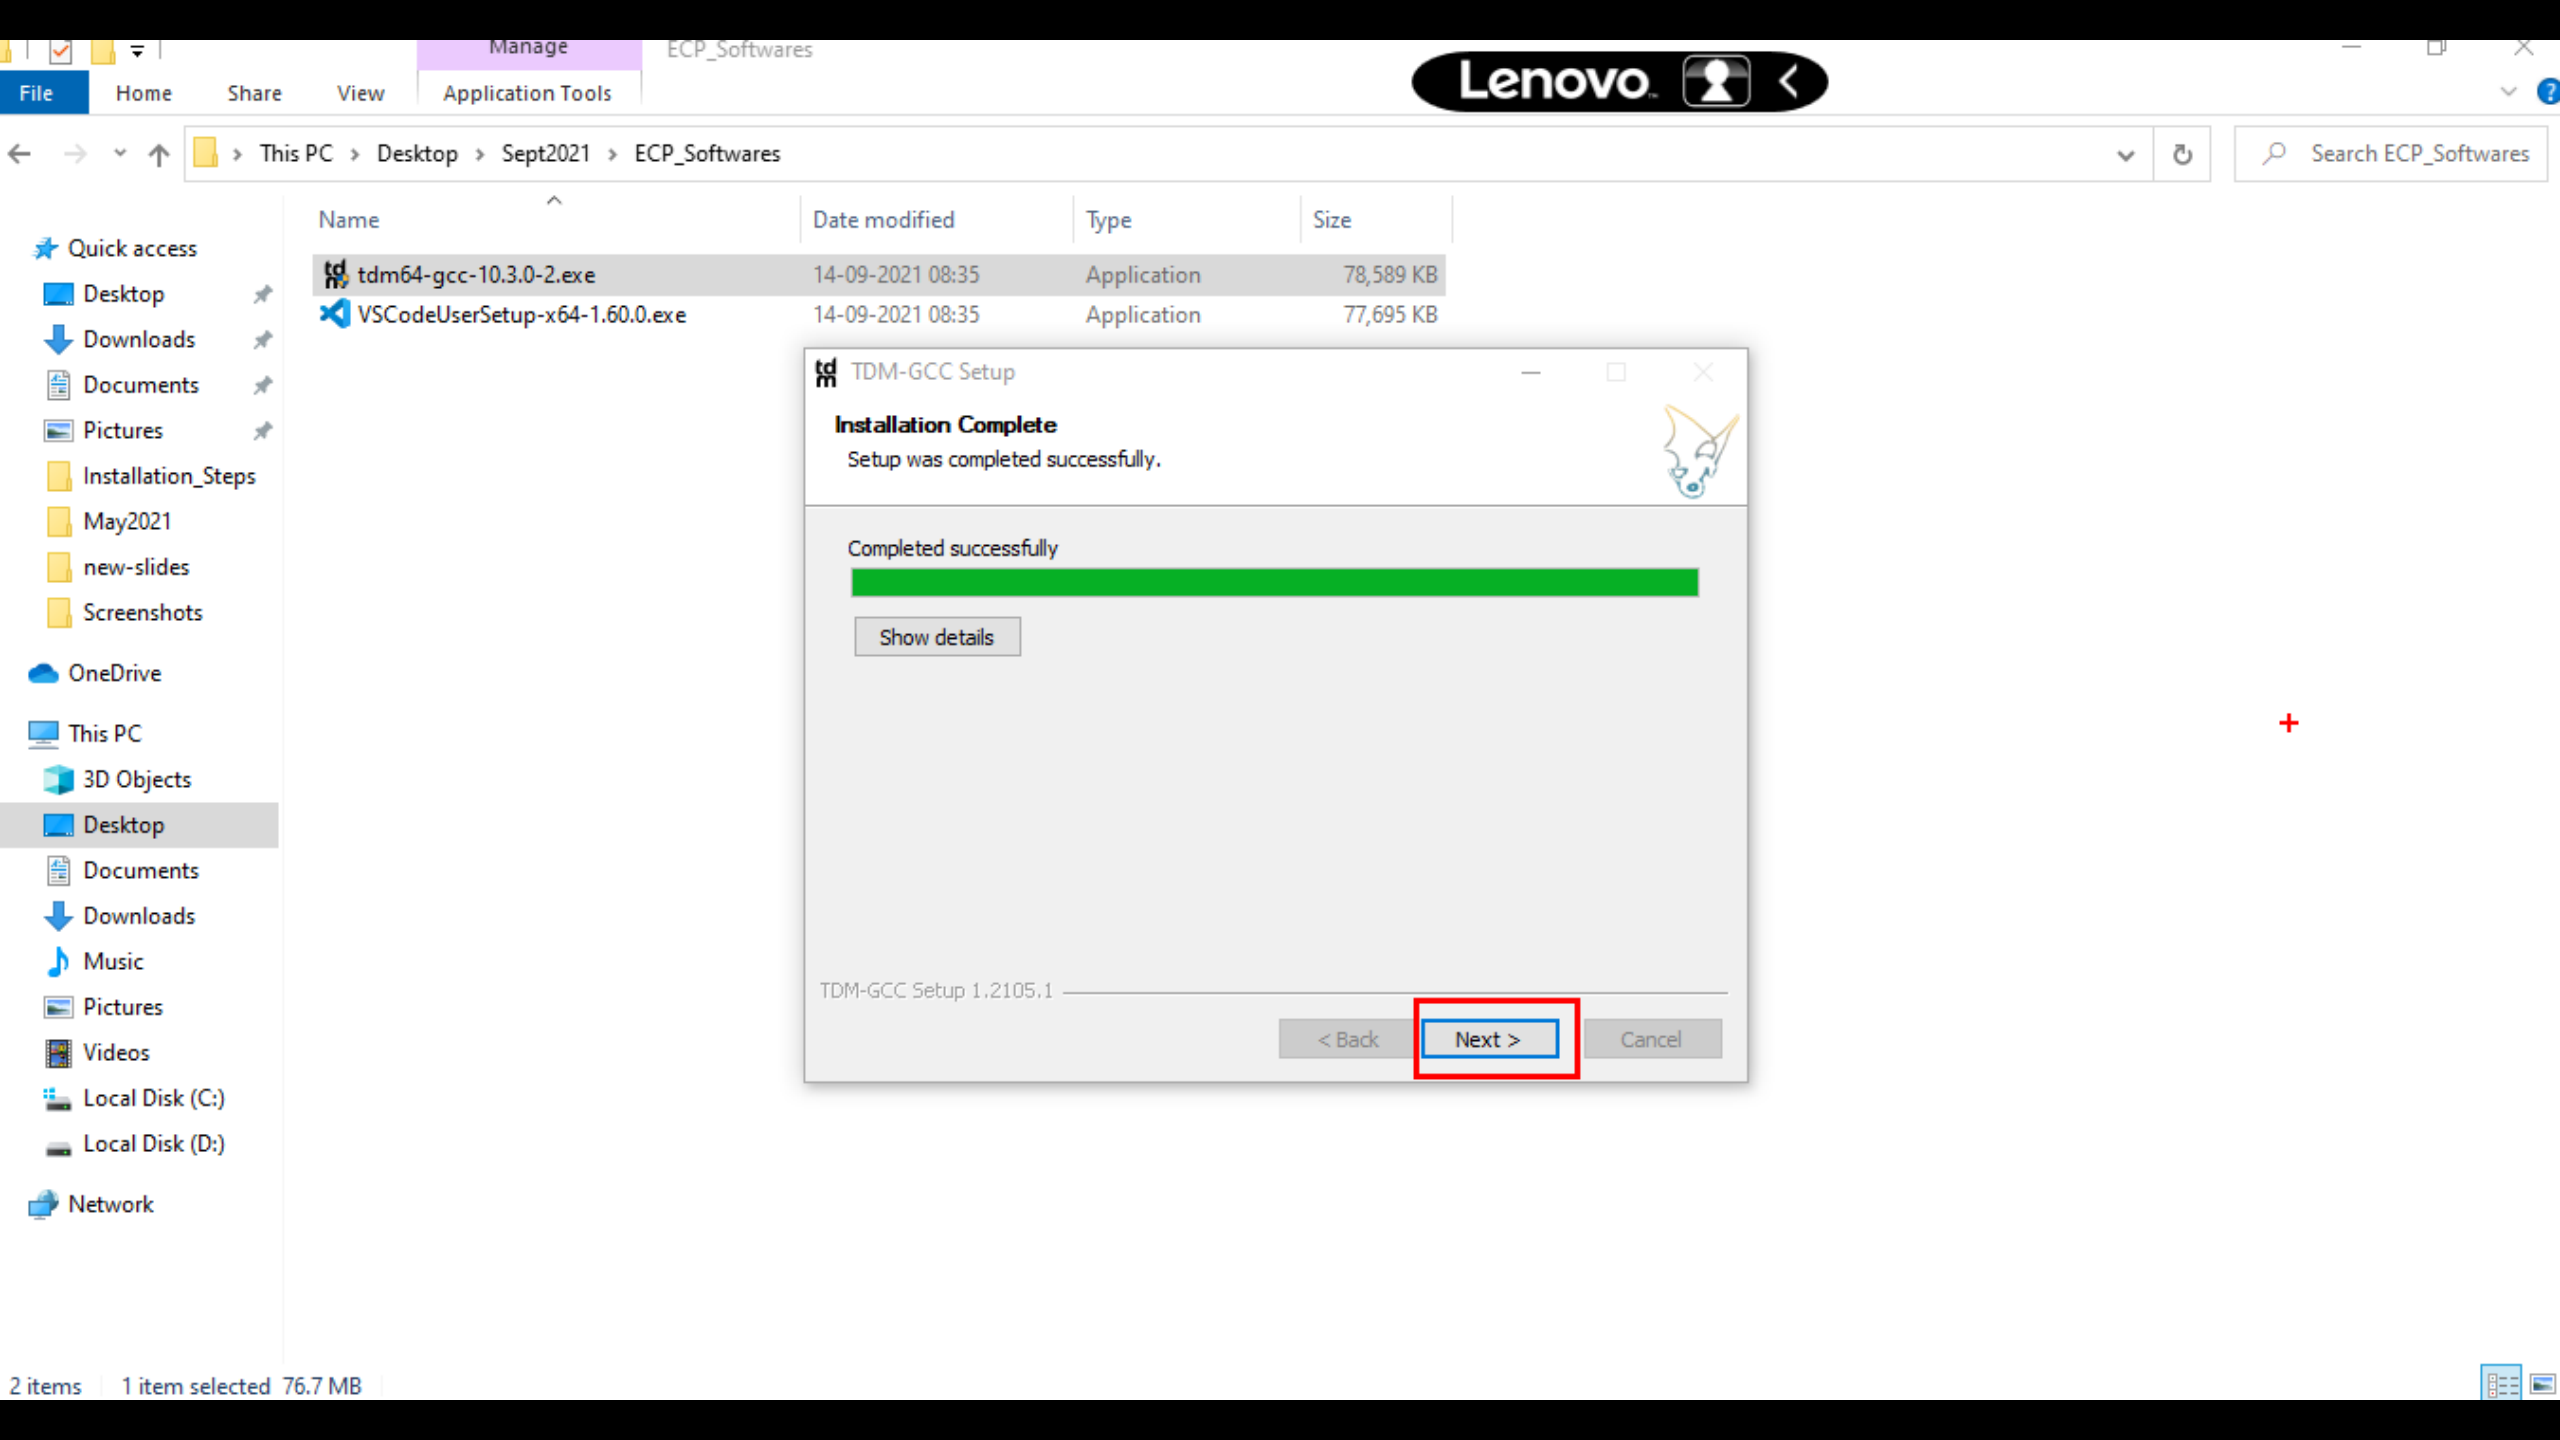 Manage
ECP_Softwares
Lenovo
File
Home
Share
View
Application Tools
This PC > Desktop > Sept2021 > ECP_Softwares
Search ECP_Softwares
Name
Date modified
Type
Size
tdm64-gcc-10.3.0-2.exe
14-09-2021 08:35
Application
78,589 KB
VSCodeUserSetup-x64-1.60.0.exe
14-09-2021 08:35
Application
77,695 KB
Quick access
Desktop
Downloads
Documents
Pictures
Installation_Steps
May2021
new-slides
Screenshots
OneDrive
This PC
3D Objects
Desktop
Documents
Downloads
Music
Pictures
Videos
Local Disk (C:)
Local Disk (D:)
Network
tdm
TDM-GCC Setup
Installation Complete
Setup was completed successfully.
Completed successfully
Show details
TDM-GCC Setup 1.2105.1
< Back
Next >
Cancel
2 items
1 item selected 76.7 MB